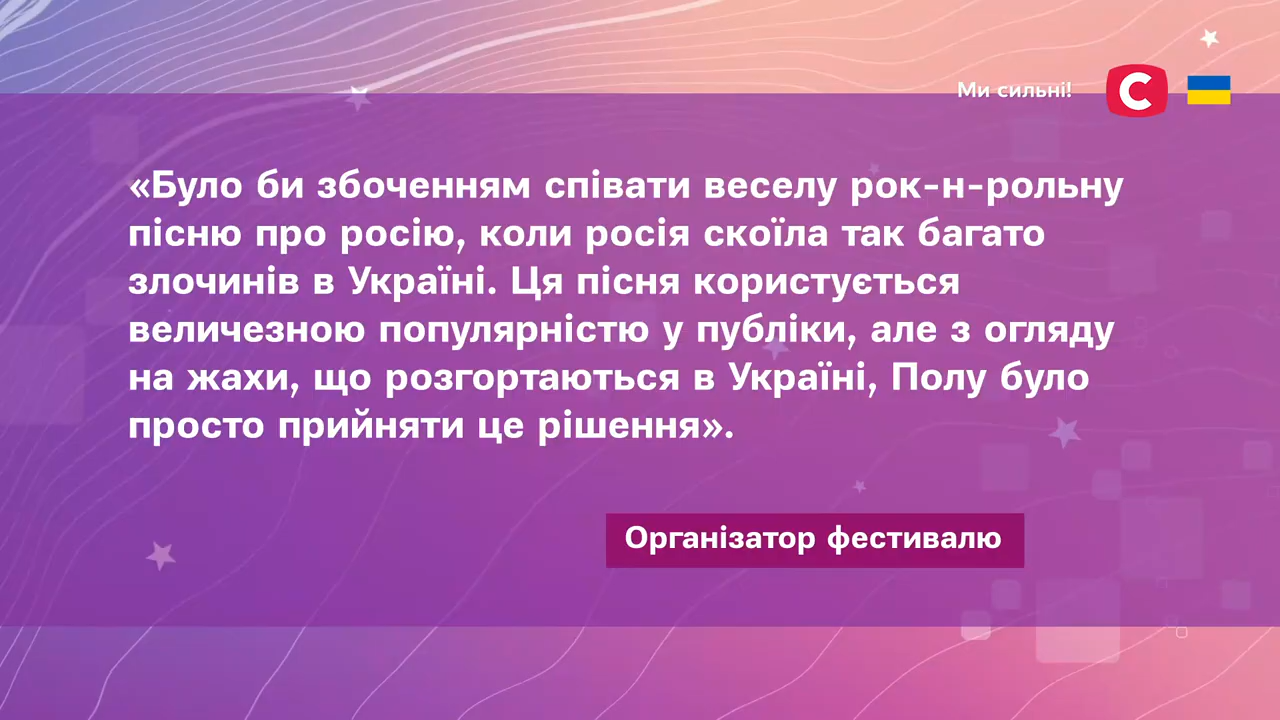 Ми сильні!
С
«Було би збоченням співати веселу рок-н-рольну
пісню про росію, коли росія скоїла так багато
злочинів в Україні. Ця пісня користується
величезною популярністю у публіки, але з огляду
на жахи, що розгортаються в Україні, Полу було
просто прийняти це рішення».
Організатор фестивалю